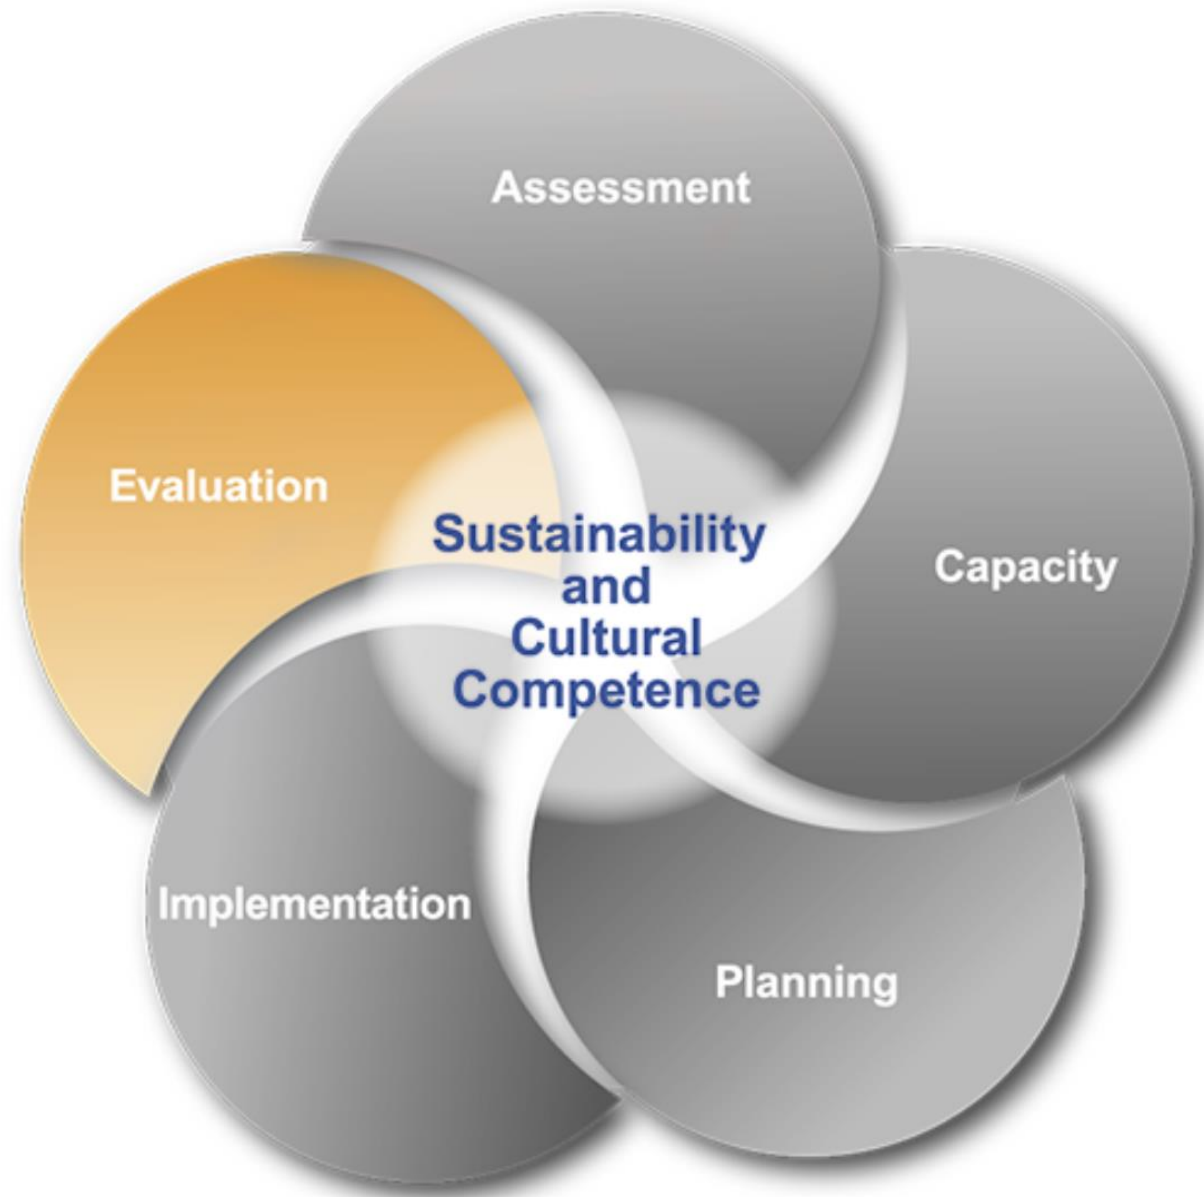 Assessment
Evaluation
Sustainability
and
Cultural
Competence
Capacity
Implementation
Planning